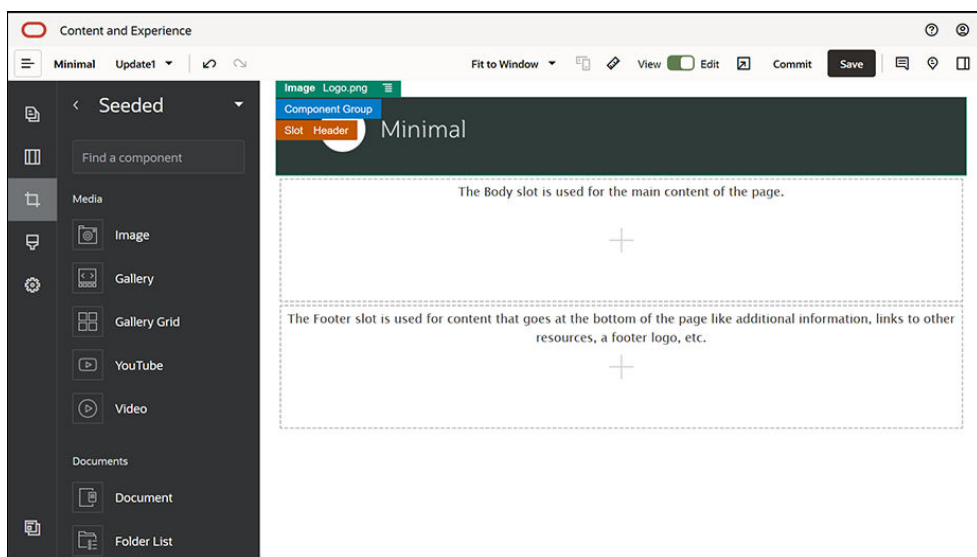 Content and Experience
Minimal Update1 Fit to Window View Edit Commit Save
Seeded
Find a component
Media
Image
Gallery
Gallery Grid
YouTube
Video
Documents
Document
Folder List
Image Logo.png
Component Group
Slot Header
Minimal
The Body slot is used for the main content of the page.
The Footer slot is used for content that goes at the bottom of the page like additional information, links to other
resources, a footer logo, etc.